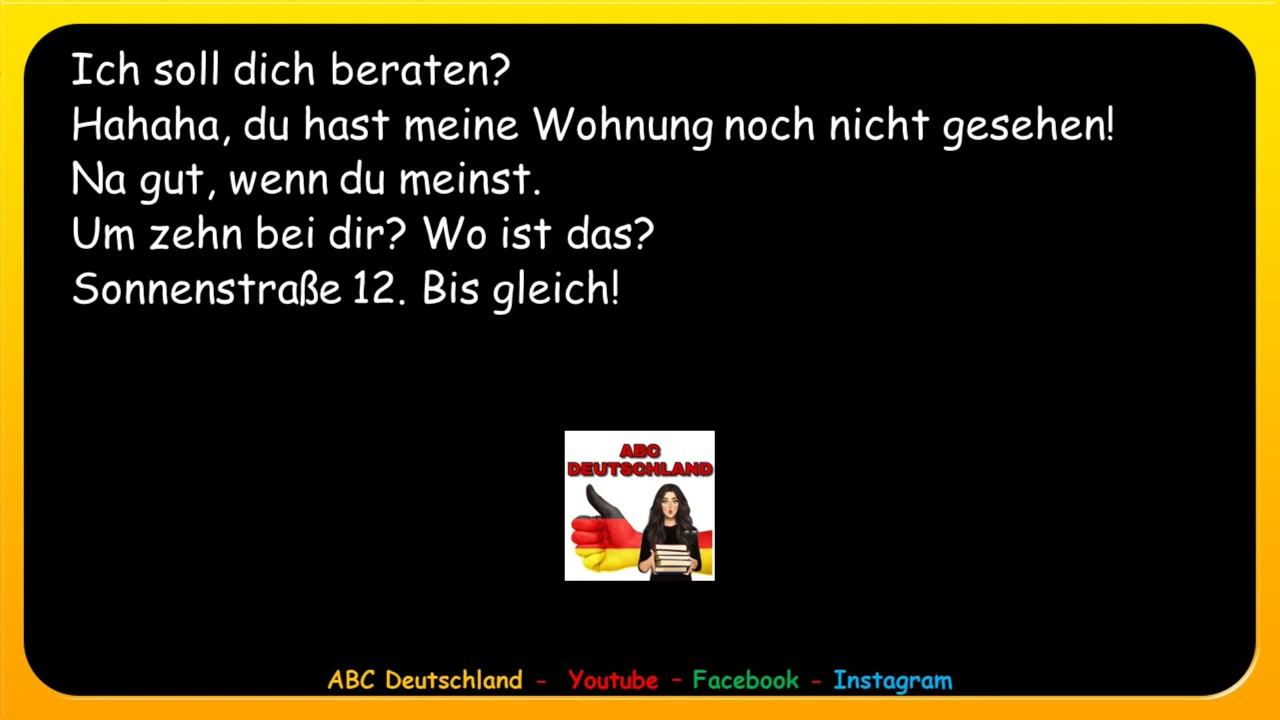 Ich soll dich beraten?
Hahaha, du hast meine Wohnung noch nicht gesehen!
Na gut, wenn du meinst.
Um zehn bei dir? Wo ist das?
Sonnenstraße 12. Bis gleich!
ABC
DEUTSCHLAND
ABC Deutschland - Youtube - Facebook - Instagram